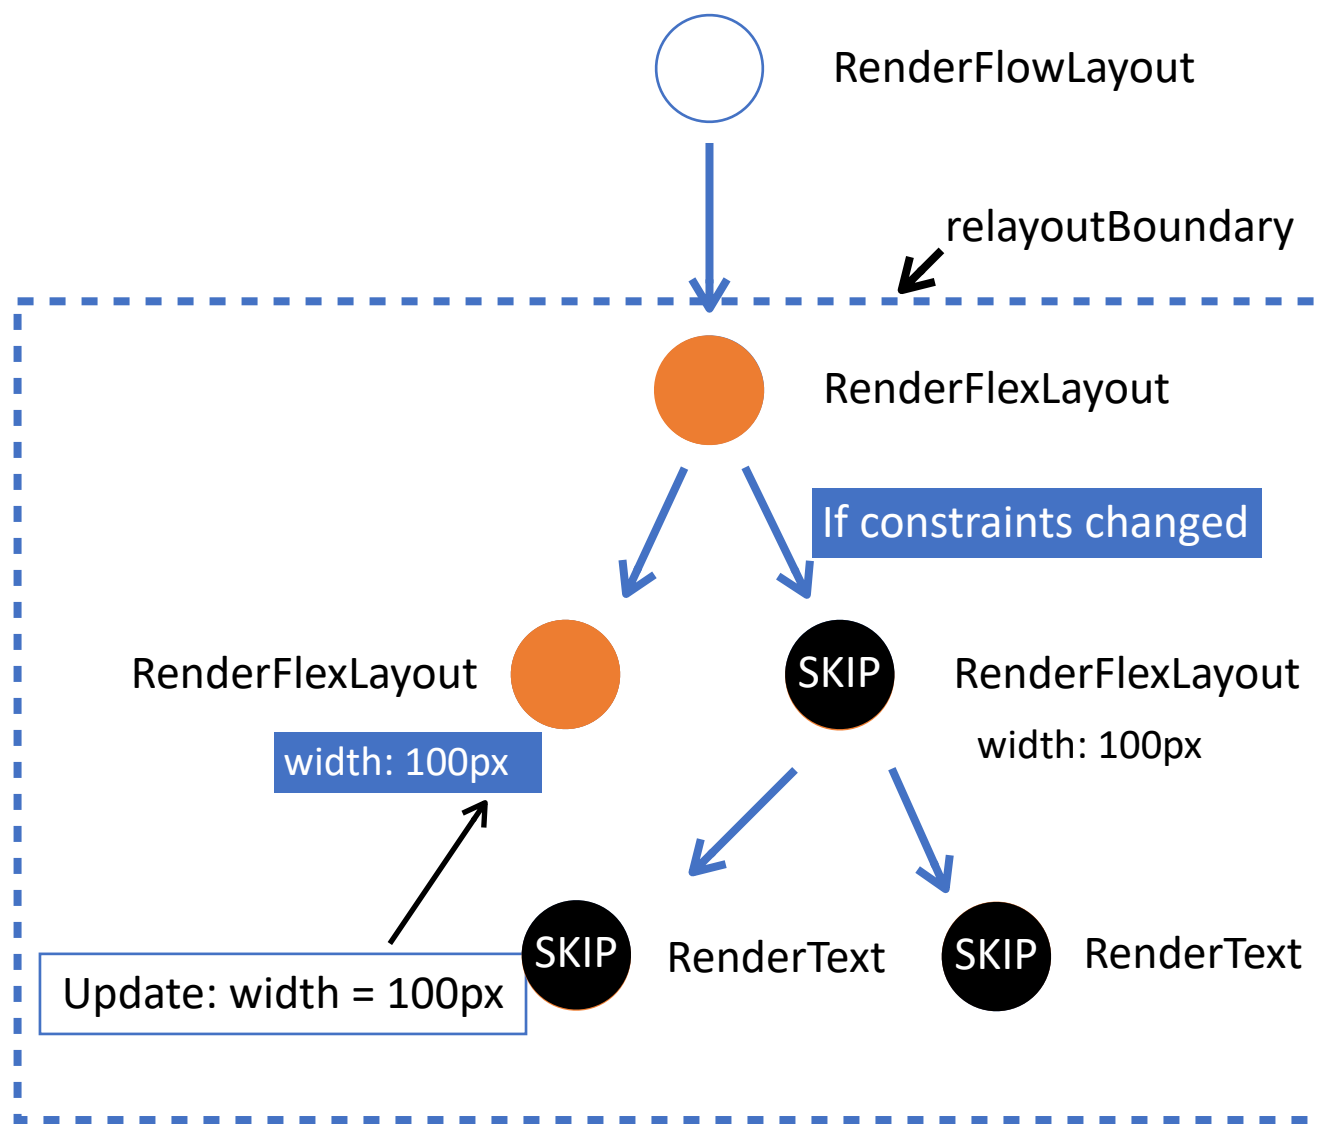 RenderFlowLayout
relayoutBoundary
RenderFlexLayout
If constraints changed
RenderFlexLayout
SKIP
RenderFlexLayout
width: 100px
width: 100px
SKIP
RenderText
SKIP
RenderText
Update: width = 100px